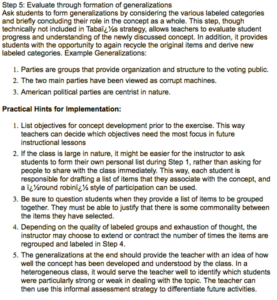 Step 5: Evaluate through formation of generalizations
Ask students to form generalizations by considering the various labeled categories
and briefly concluding their role in the concept as a whole. This step, though
technically not included in Tabaï¿½s strategy, allows teachers to evaluate student
progress and understanding of the newly discussed concept. In addition, it provides
students with the opportunity to again recycle the original items and derive new
labeled categories. Example Generalizations:
1. Parties are groups that provide organization and structure to the voting public.
2. The two main parties have been viewed as corrupt machines.
3. American political parties are centrist in nature.
Practical Hints for Implementation:
1. List objectives for concept development prior to the exercise. This way
teachers can decide which objectives need the most focus in future
instructional lessons
2. If the class is large in nature, it might be easier for the instructor to ask
students to form their own personal list during Step 1, rather than asking for
people to share with the class immediately. This way, each student is
responsible for drafting a list of items that they associate with the concept, and
a ï¿½round robinï¿½ style of participation can be used.
3. Be sure to question students when they provide a list of items to be grouped
together. They must be able to justify that there is some commonality between
the items they have selected.
4. Depending on the quality of labeled groups and exhaustion of thought, the
instructor may choose to extend or contract the number of times the items are
regrouped and labeled in Step 4.
5. The generalizations at the end should provide the teacher with an idea of how
well the concept has been developed and understood by the class. In a
heterogeneous class, it would serve the teacher well to identify which students
were particularly strong or weak in dealing with the topic. The teacher can
then use this informal assessment strategy to differentiate future activities.